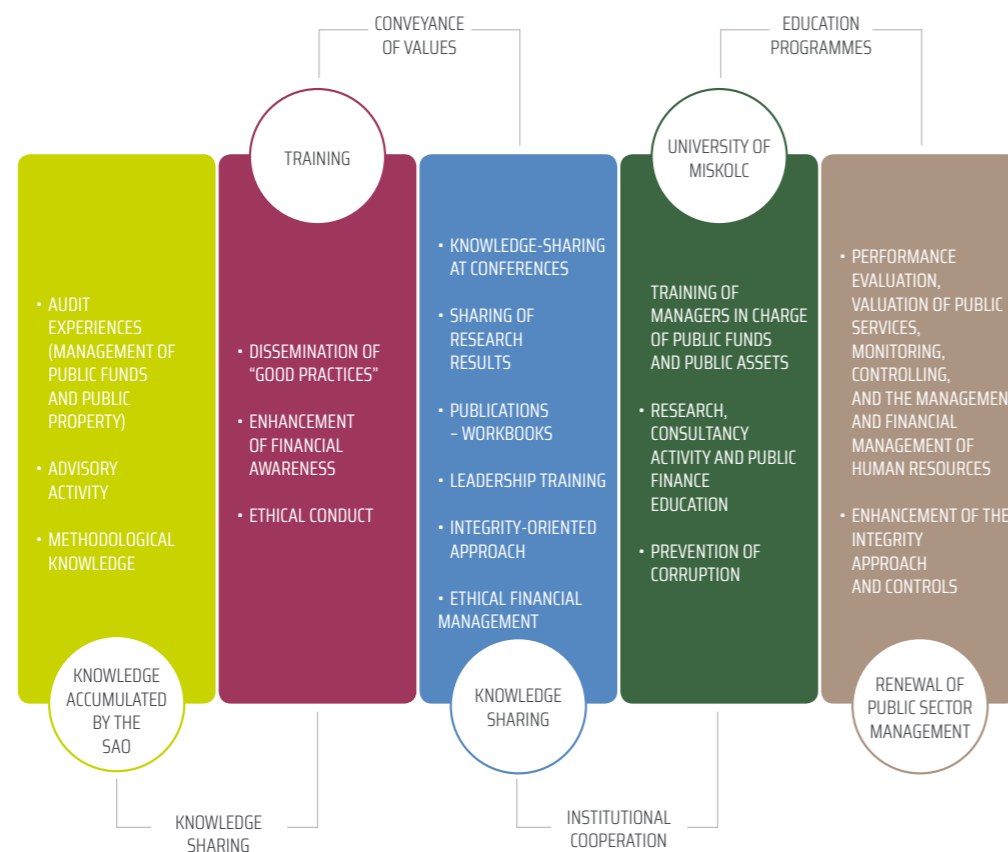 CONVEYANCE
OF VALUES
EDUCATION
PROGRAMMES
TRAINING
UNIVERSITY OF
MISKOLC
• AUDIT
EXPERIENCES
(MANAGEMENT OF
PUBLIC FUNDS
AND PUBLIC
PROPERTY)
• ADVISORY
ACTIVITY
• METHODOLOGICAL
KNOWLEDGE
• DISSEMINATION OF
“GOOD PRACTICES”
• ENHANCEMENT
OF FINANCIAL
AWARENESS
• ETHICAL CONDUCT
• KNOWLEDGE-SHARING
AT CONFERENCES
• SHARING OF
RESEARCH
RESULTS
• PUBLICATIONS
– WORKBOOKS
• LEADERSHIP TRAINING
• INTEGRITY-ORIENTED
APPROACH
• ETHICAL FINANCIAL
MANAGEMENT
TRAINING OF
MANAGERS IN CHARGE
OF PUBLIC FUNDS
AND PUBLIC ASSETS
• RESEARCH,
CONSULTANCY
ACTIVITY AND PUBLIC
FINANCE
EDUCATION
• PREVENTION OF
CORRUPTION
• PERFORMANCE
EVALUATION,
VALUATION OF PUBLIC
SERVICES,
MONITORING,
CONTROLLING,
AND THE MANAGEMEN
AND FINANCIAL
MANAGEMENT OF
HUMAN RESOURCES
• ENHANCEMENT OF THE
INTEGRITY
APPROACH
AND CONTROLS
KNOWLEDGE
ACCUMULATED
BY THE
SAO
KNOWLEDGE
SHARING
RENEWAL OF
PUBLIC SECTOR
MANAGEMENT
KNOWLEDGE
SHARING
INSTITUTIONAL
COOPERATION